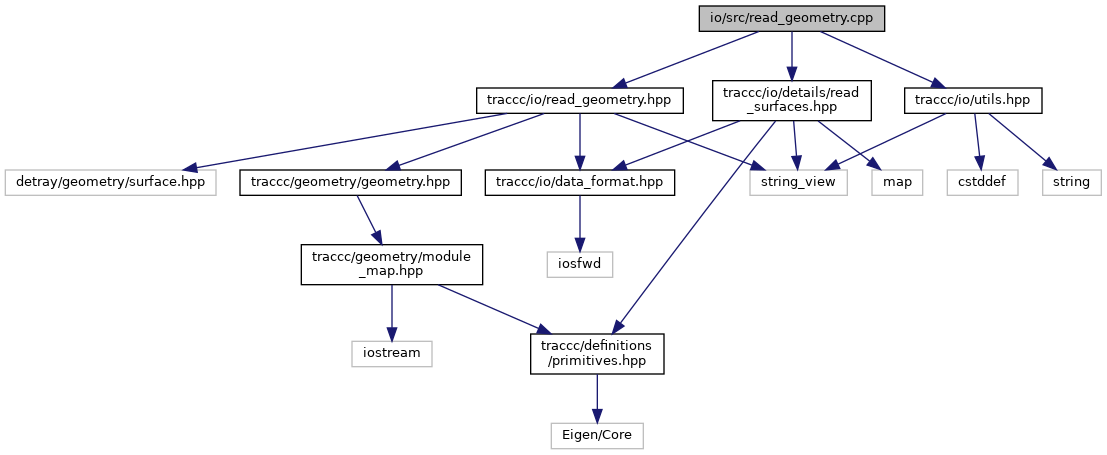 io/src/read_geometry.cpp
traccc/io/read_geometry.hpp
traccc/io/details/read
_surfaces.hpp
traccc/io/utils.hpp
detray/geometry/surface.hpp
traccc/geometry/geometry.hpp
traccc/io/data_format.hpp
string_view
map
cstddef
string
traccc/geometry/module
_map.hpp
iosfwd
iostream
traccc/definitions
/primitives.hpp
Eigen/Core